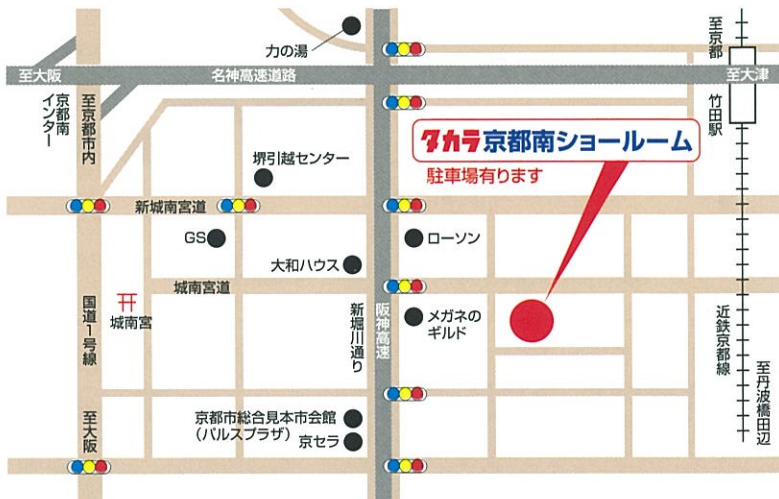 力の湯
至京都
至大阪
名神高速道路
至大津
京都南
インター
至京都市内
竹田駅
タカラ 京都南ショールーム
駐車場有ります
堺引越センター
新城南宮道
GS
ローソン
大和ハウス
城南宮道
城南宮
国道1号線
新堀川通り
阪神高速
メガネの
ギルド
近鉄京都線
至丹波橋田辺
至大阪
京都市総合見本市会館
(パルスプラザ)
京セラ